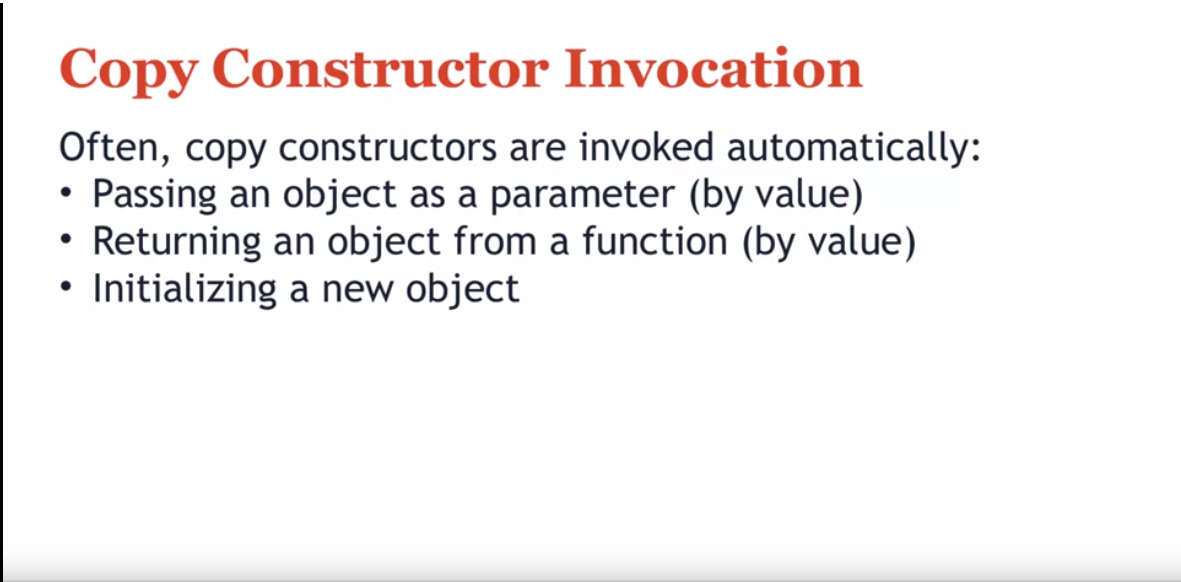 Copy Constructor Invocation
Often, copy constructors are invoked automatically:
• Passing an object as a parameter (by value)
• Returning an object from a function (by value)
• Initializing a new object